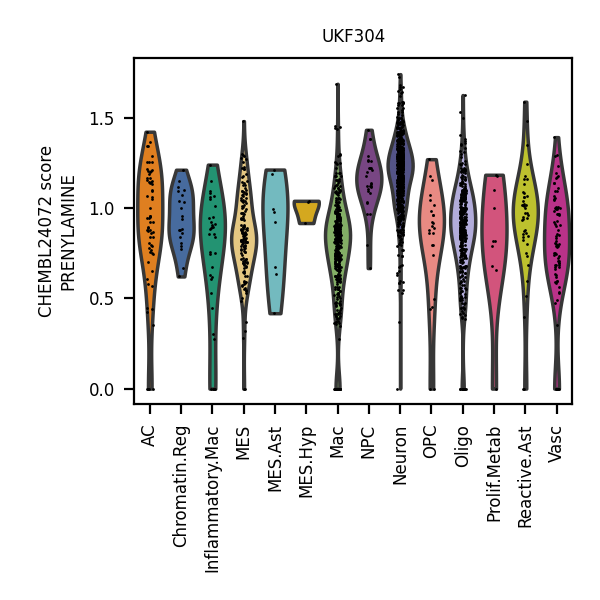 UKF304
CHEMBL24072 score
PRENYLAMINE
1.5
1.0
0.5
0.0
AC
Chromatin.Reg
Inflammatory.Mac
MES
MES.Ast
MES.Hyp
Mac
NPC
Neuron
OPC
Oligo
Prolif.Metab
Reactive.Ast
Vasc